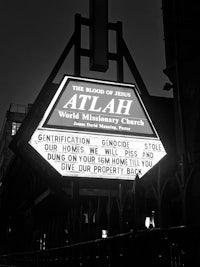 THE BLOOD OF JESUS
ATLAH
World Missionary Church
James David Manning, Pastor
GENTRIFICATION GENOCIDE STOLE
OUR HOMES WE WILL PISS AND
DUNG ON YOUR 16M HOME TILL YOU
GIVE OUR PROPERTY BACK